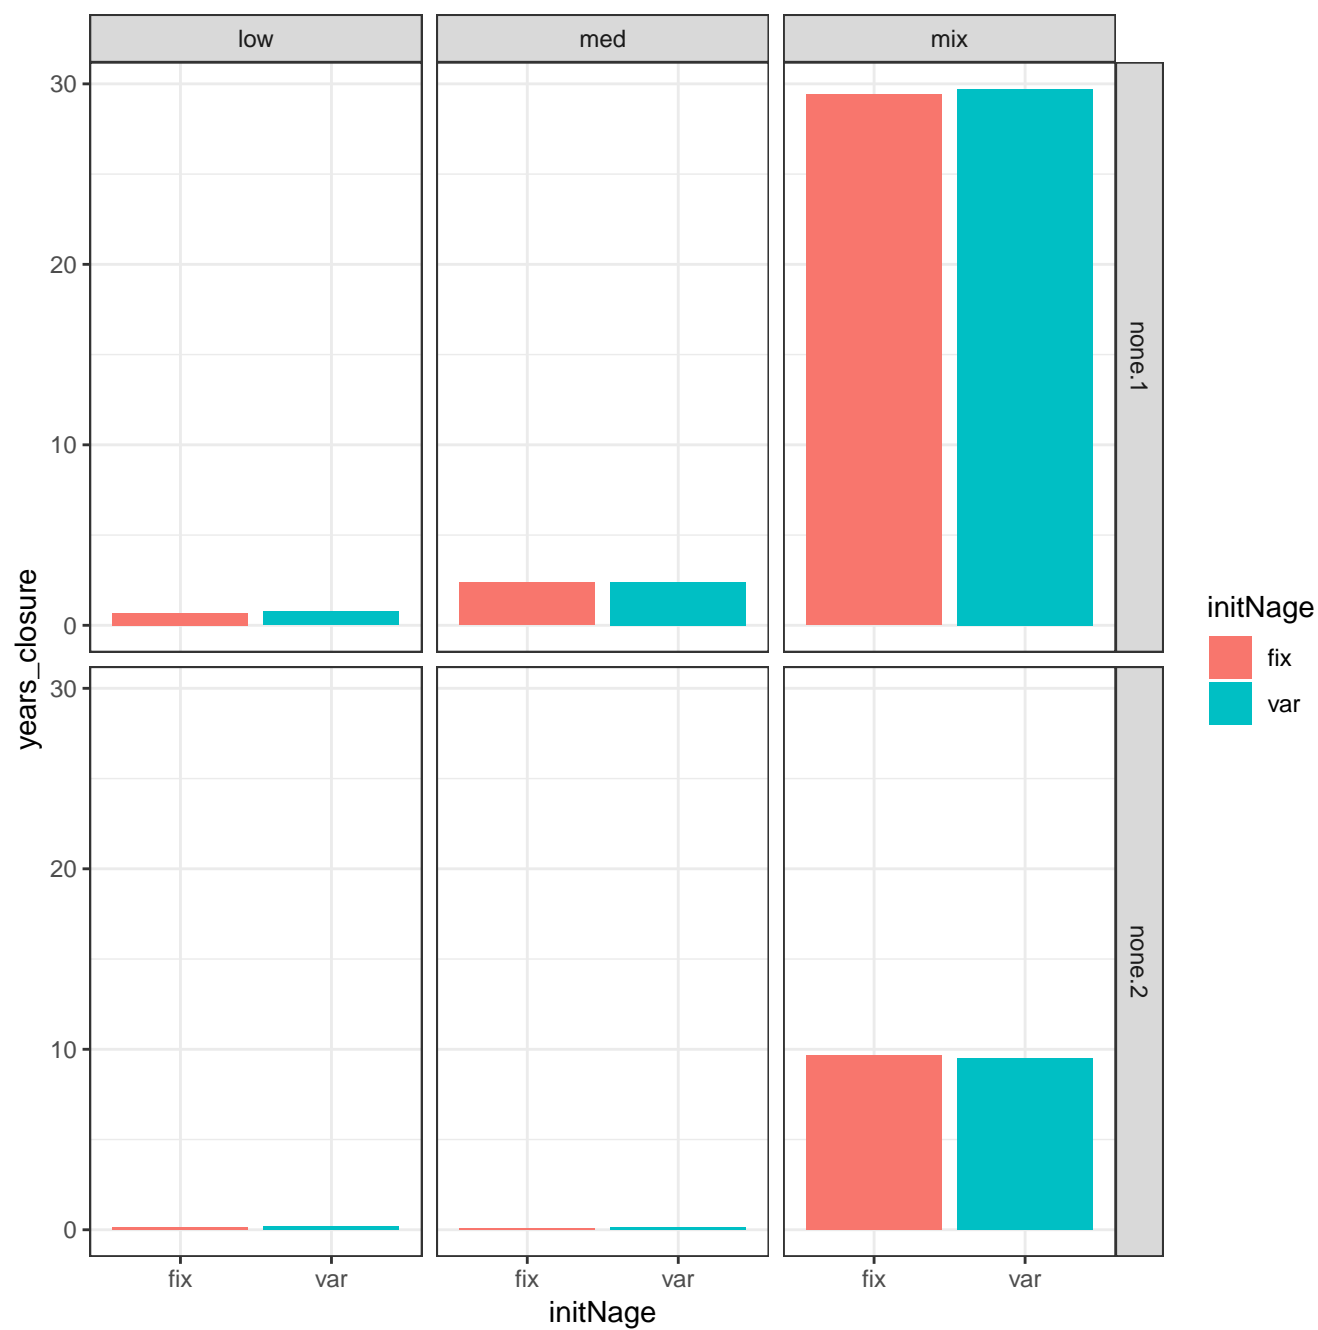 low med mix
30
20
10
0
none.1
years_closure
30
20
10
0
none.2
fix var fix var fix var
initNage
initNage
fix
var